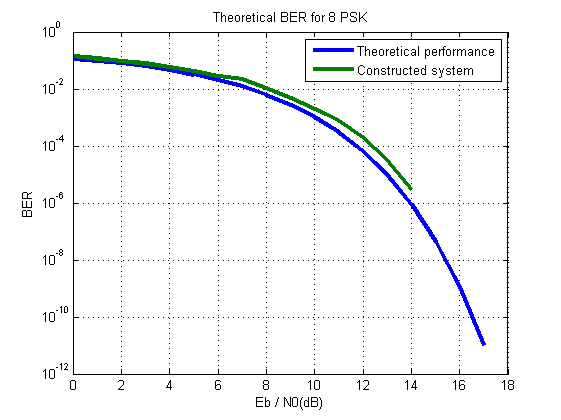 Theoretical BER for 8 PSK
Theoretical performance
Constructed system
BER
10^0
10^-2
10^-4
10^-6
10^-8
10^-10
10^-12
0 2 4 6 8 10 12 14 16 18
Eb / N0(dB)